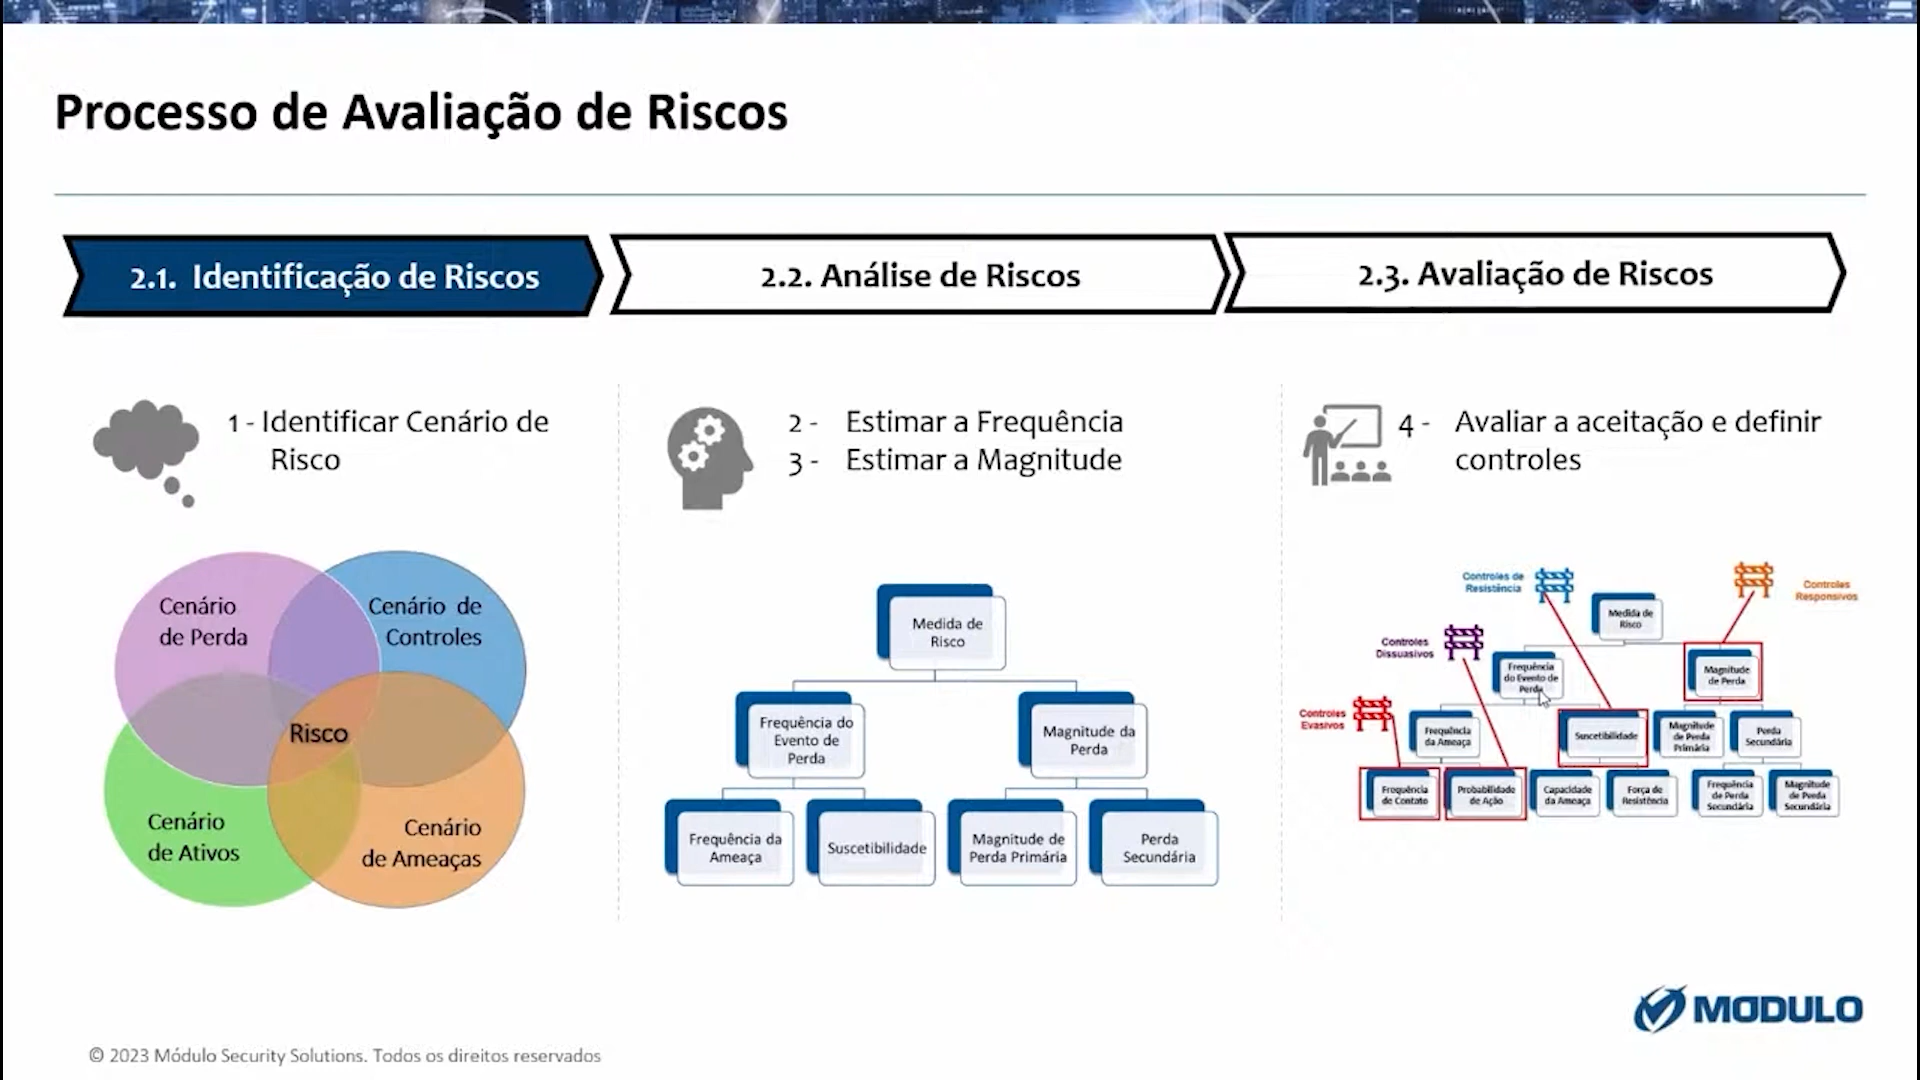 Processo de Avaliação de Riscos
2.1. Identificação de Riscos
2.2. Análise de Riscos
2.3. Avaliação de Riscos
1 - Identificar Cenário de
Risco
2 - Estimar a Frequência
3 - Estimar a Magnitude
4 - Avaliar a aceitação e definir
controles
Cenário
de Perda
Cenário de
Controles
Risco
Cenário
de Ativos
Cenário
de Ameaças
Medida de
Risco
Frequência do
Evento de
Perda
Magnitude da
Perda
Frequência da
Ameaça
Suscetibilidade
Magnitude de
Perda Primária
Perda
Secundária
Controles de
Resistência
Controles
Responsivos
Medida de
Risco
Controles
Dissuasivos
Frequência
do Evento de
Perda
Magnitude
de Perda
Controles
Evasivos
Frequência
da Ameaça
Suscetibilidade
Magnitude
de Perda
Primária
Perda
Secundária
Frequência
de Contato
Probabilidade
de Ação
Capacidade
da Ameaça
Força de
Resistência
Frequência
de Perda
Secundária
Magnitude
de Perda
Secundária
MÓDULO
© 2023 Módulo Security Solutions. Todos os direitos reservados